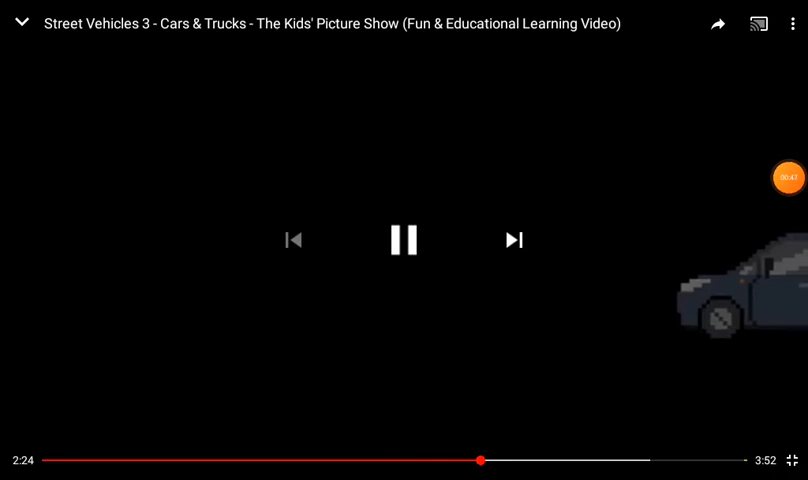 Street Vehicles 3 - Cars & Trucks - The Kids' Picture Show (Fun & Educational Learning Video)
00:47
2:24
3:52